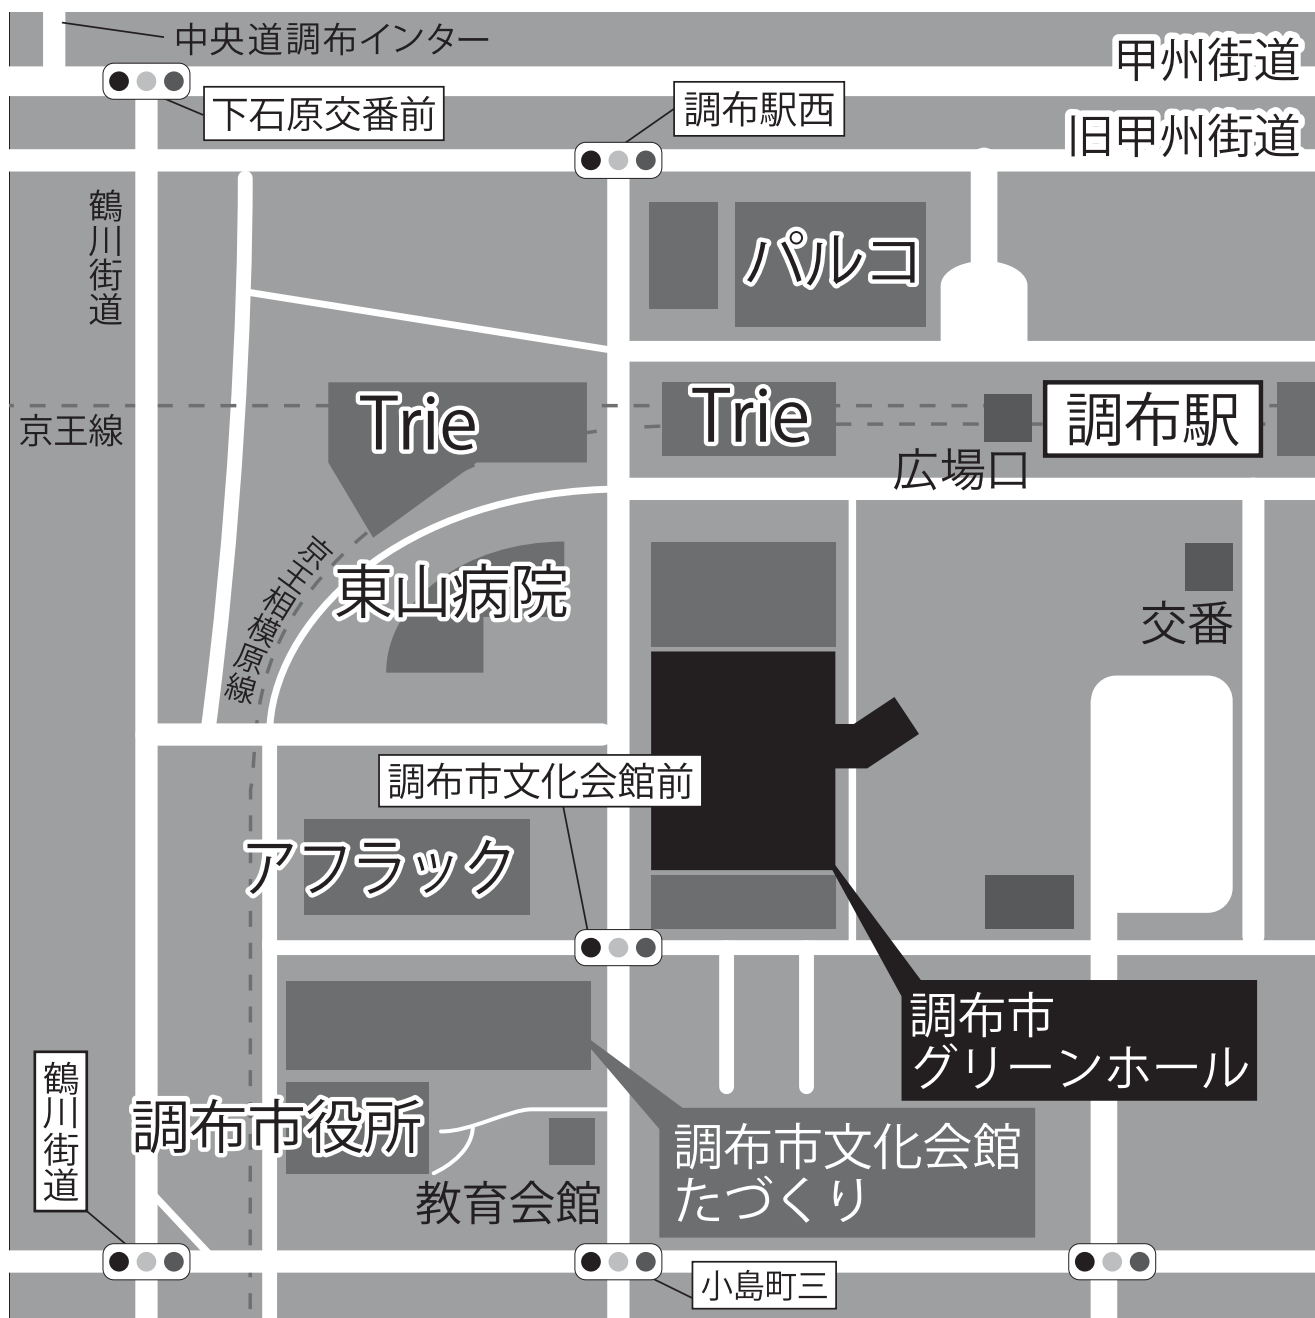 中央道調布インター
甲州街道
下石原交番前
調布駅西
旧甲州街道
鶴川街道
パルコ
京王線
Trie
Trie
調布駅
広場口
京王相模原線
東山病院
交番
調布市文化会館前
アフラック
調布市
グリーンホール
鶴川街道
調布市役所
調布市文化会館
たづくり
教育会館
小島町三